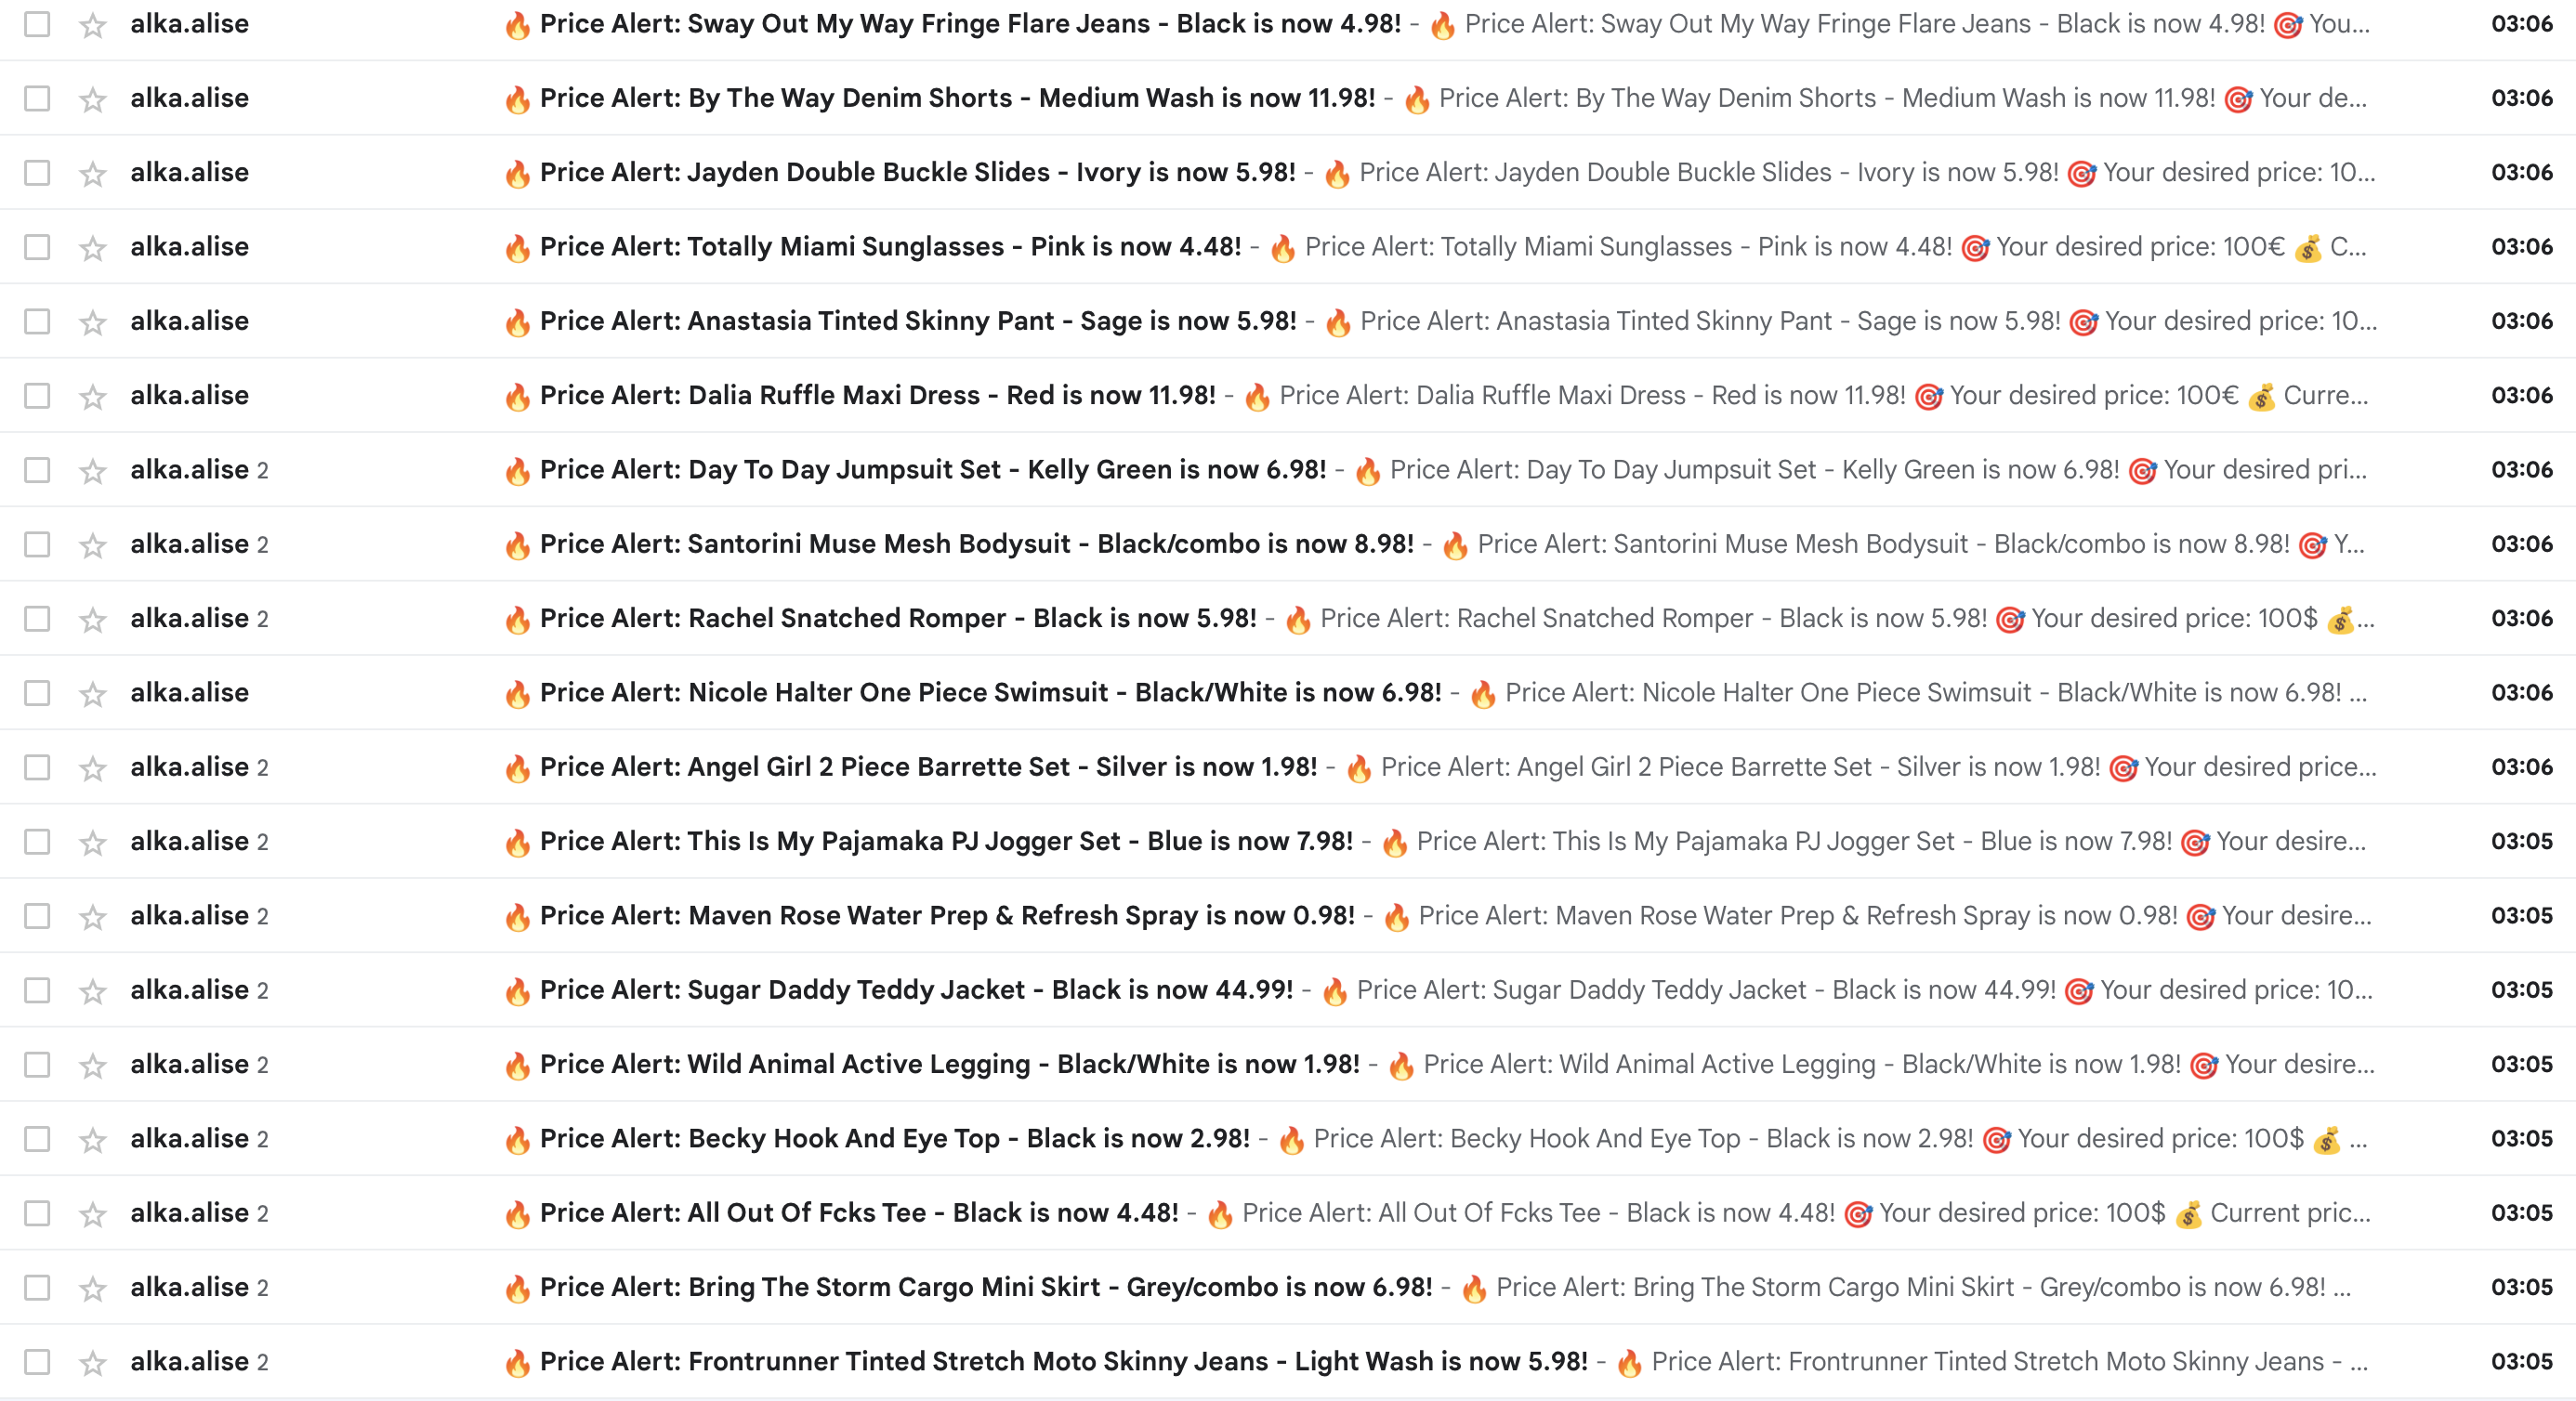 alka.alise 🔥 Price Alert: Sway Out My Way Fringe Flare Jeans - Black is now 4.98! - 🔥 Price Alert: Sway Out My Way Fringe Flare Jeans - Black is now 4.98! 🎯 You... 03:06
alka.alise 🔥 Price Alert: By The Way Denim Shorts - Medium Wash is now 11.98! - 🔥 Price Alert: By The Way Denim Shorts - Medium Wash is now 11.98! 🎯 Your de... 03:06
alka.alise 🔥 Price Alert: Jayden Double Buckle Slides - Ivory is now 5.98! - 🔥 Price Alert: Jayden Double Buckle Slides - Ivory is now 5.98! 🎯 Your desired price: 10... 03:06
alka.alise 🔥 Price Alert: Totally Miami Sunglasses - Pink is now 4.48! - 🔥 Price Alert: Totally Miami Sunglasses - Pink is now 4.48! 🎯 Your desired price: 100€ 💰 C... 03:06
alka.alise 🔥 Price Alert: Anastasia Tinted Skinny Pant - Sage is now 5.98! - 🔥 Price Alert: Anastasia Tinted Skinny Pant - Sage is now 5.98! 🎯 Your desired price: 10... 03:06
alka.alise 🔥 Price Alert: Dalia Ruffle Maxi Dress - Red is now 11.98! - 🔥 Price Alert: Dalia Ruffle Maxi Dress - Red is now 11.98! 🎯 Your desired price: 100€ 💰 Curre... 03:06
alka.alise 2 🔥 Price Alert: Day To Day Jumpsuit Set - Kelly Green is now 6.98! - 🔥 Price Alert: Day To Day Jumpsuit Set - Kelly Green is now 6.98! 🎯 Your desired pri... 03:06
alka.alise 2 🔥 Price Alert: Santorini Muse Mesh Bodysuit - Black/combo is now 8.98! - 🔥 Price Alert: Santorini Muse Mesh Bodysuit - Black/combo is now 8.98! 🎯 Y... 03:06
alka.alise 2 🔥 Price Alert: Rachel Snatched Romper - Black is now 5.98! - 🔥 Price Alert: Rachel Snatched Romper - Black is now 5.98! 🎯 Your desired price: 100$ 💰... 03:06
alka.alise 🔥 Price Alert: Nicole Halter One Piece Swimsuit - Black/White is now 6.98! - 🔥 Price Alert: Nicole Halter One Piece Swimsuit - Black/White is now 6.98! ... 03:06
alka.alise 2 🔥 Price Alert: Angel Girl 2 Piece Barrette Set - Silver is now 1.98! - 🔥 Price Alert: Angel Girl 2 Piece Barrette Set - Silver is now 1.98! 🎯 Your desired price... 03:06
alka.alise 2 🔥 Price Alert: This Is My Pajamaka PJ Jogger Set - Blue is now 7.98! - 🔥 Price Alert: This Is My Pajamaka PJ Jogger Set - Blue is now 7.98! 🎯 Your desire... 03:05
alka.alise 2 🔥 Price Alert: Maven Rose Water Prep & Refresh Spray is now 0.98! - 🔥 Price Alert: Maven Rose Water Prep & Refresh Spray is now 0.98! 🎯 Your desire... 03:05
alka.alise 2 🔥 Price Alert: Sugar Daddy Teddy Jacket - Black is now 44.99! - 🔥 Price Alert: Sugar Daddy Teddy Jacket - Black is now 44.99! 🎯 Your desired price: 10... 03:05
alka.alise 2 🔥 Price Alert: Wild Animal Active Legging - Black/White is now 1.98! - 🔥 Price Alert: Wild Animal Active Legging - Black/White is now 1.98! 🎯 Your desire... 03:05
alka.alise 2 🔥 Price Alert: Becky Hook And Eye Top - Black is now 2.98! - 🔥 Price Alert: Becky Hook And Eye Top - Black is now 2.98! 🎯 Your desired price: 100$ 💰 ... 03:05
alka.alise 2 🔥 Price Alert: All Out Of Fcks Tee - Black is now 4.48! - 🔥 Price Alert: All Out Of Fcks Tee - Black is now 4.48! 🎯 Your desired price: 100$ 💰 Current pric... 03:05
alka.alise 2 🔥 Price Alert: Bring The Storm Cargo Mini Skirt - Grey/combo is now 6.98! - 🔥 Price Alert: Bring The Storm Cargo Mini Skirt - Grey/combo is now 6.98! ... 03:05
alka.alise 2 🔥 Price Alert: Frontrunner Tinted Stretch Moto Skinny Jeans - Light Wash is now 5.98! - 🔥 Price Alert: Frontrunner Tinted Stretch Moto Skinny Jeans - ... 03:05